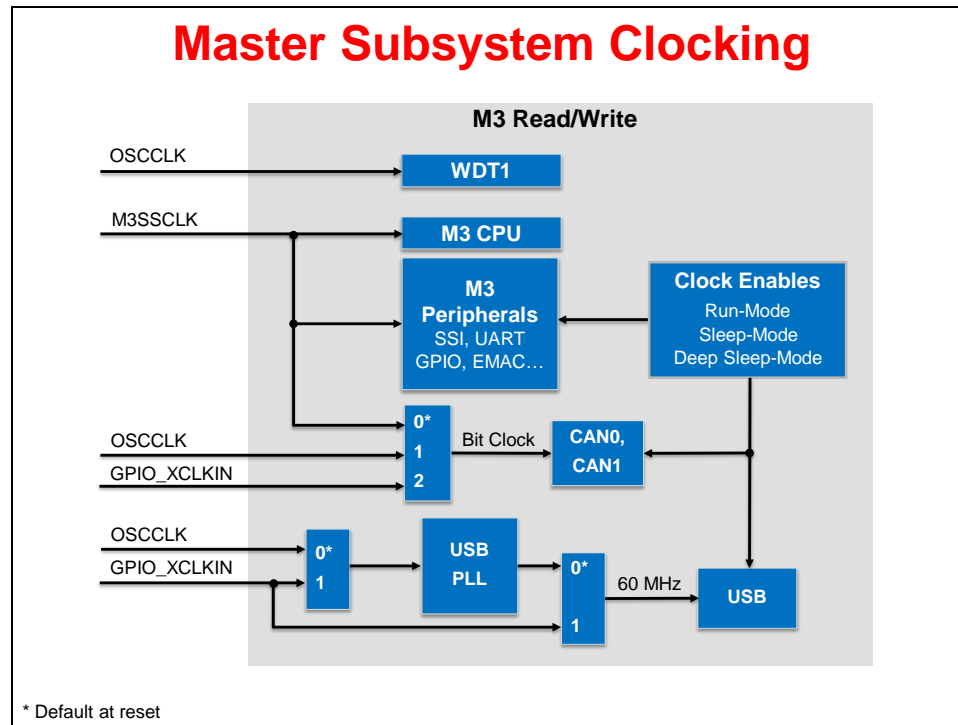 Master Subsystem Clocking
M3 Read/Write
OSCCLK
WDT1
M3SSCLK
M3 CPU
M3
Peripherals
SSI, UART
GPIO, EMAC…
Clock Enables
Run-Mode
Sleep-Mode
Deep Sleep-Mode
OSCCLK
GPIO_XCLKIN
0*
1
2
Bit Clock
CAN0,
CAN1
OSCCLK
GPIO_XCLKIN
0*
1
USB
PLL
0*
1
60 MHz
USB
* Default at reset